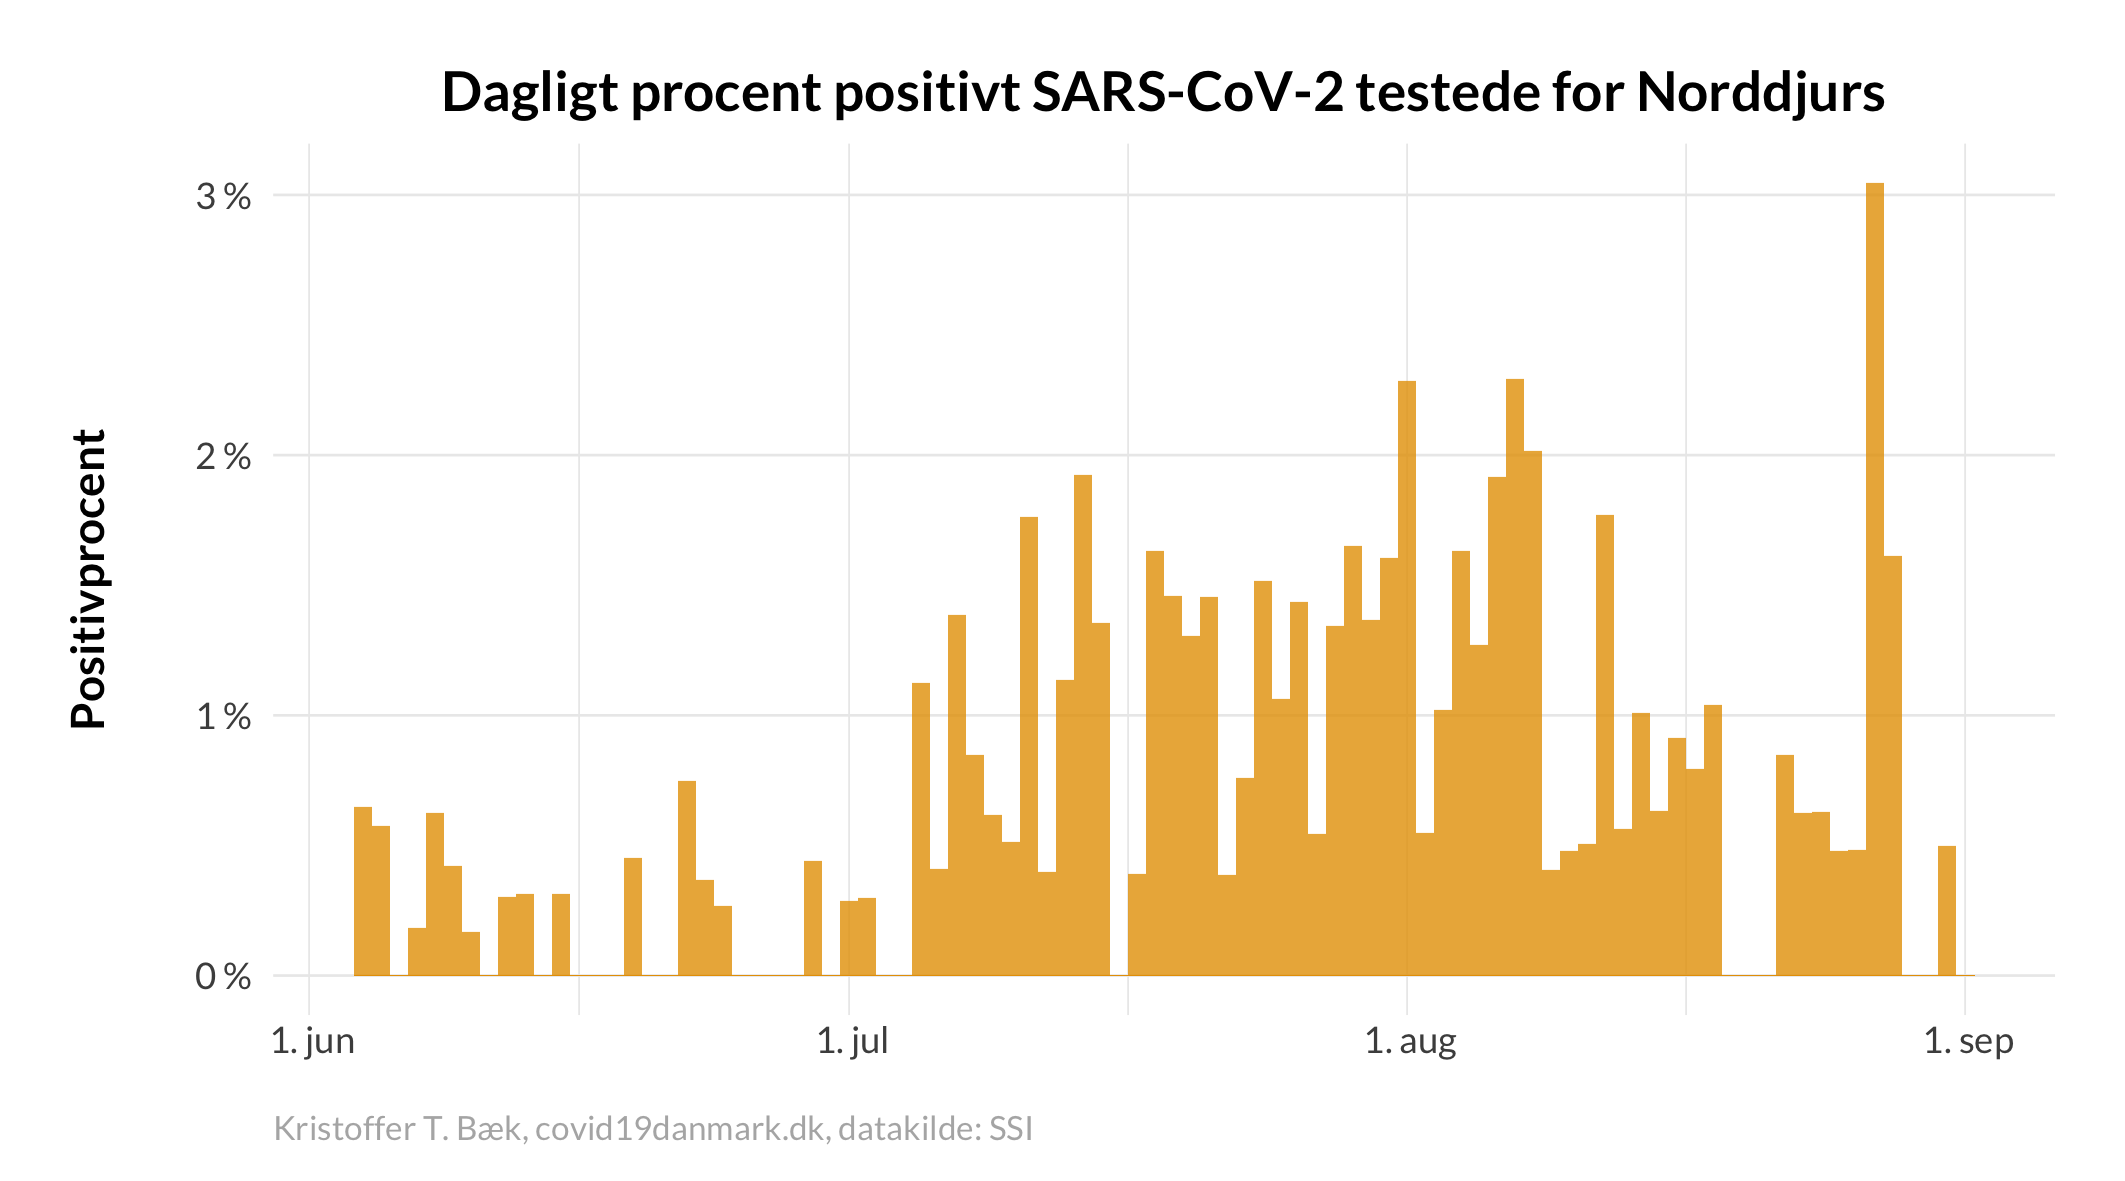 Dagligt procent positivt SARS-CoV-2 testede for Norddjurs
Positivprocent
3 %
2 %
1 %
0 %
1. jun
1. jul
1. aug
1. sep
Kristoffer T. Bæk, covid19danmark.dk, datakilde: SSI